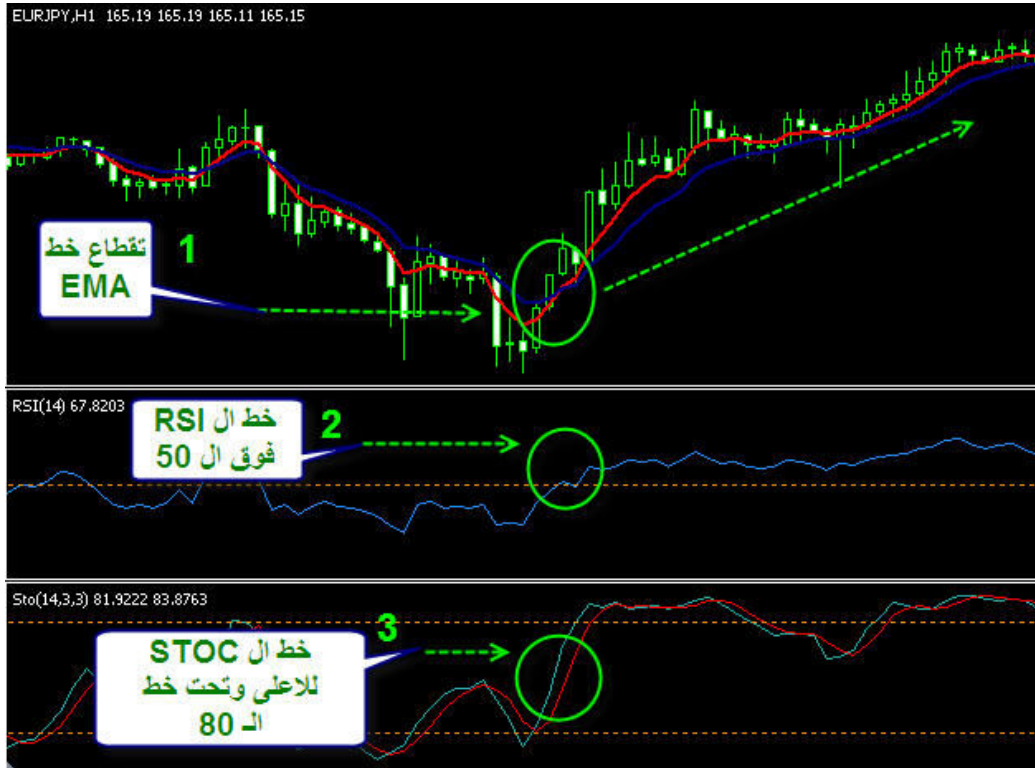 EURJPY,H1 165.19 165.19 165.11 165.15
تقطاع خط
EMA
1
RSI(14) 67.8203
خط ال RSI
فوق ال 50
2
Sto(14,3,3) 81.9222 83.8763
خط ال STOC
للاعلى وتحت خط
الـ 80
3